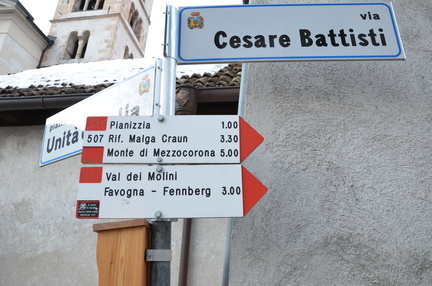 via
Cesare Battisti
Unità
Pianizzia 1.00
507 Rif. Malga Craun 3.30
Monte di Mezzocorona 5.00
Val dei Molini
Favogna - Fennberg 3.00